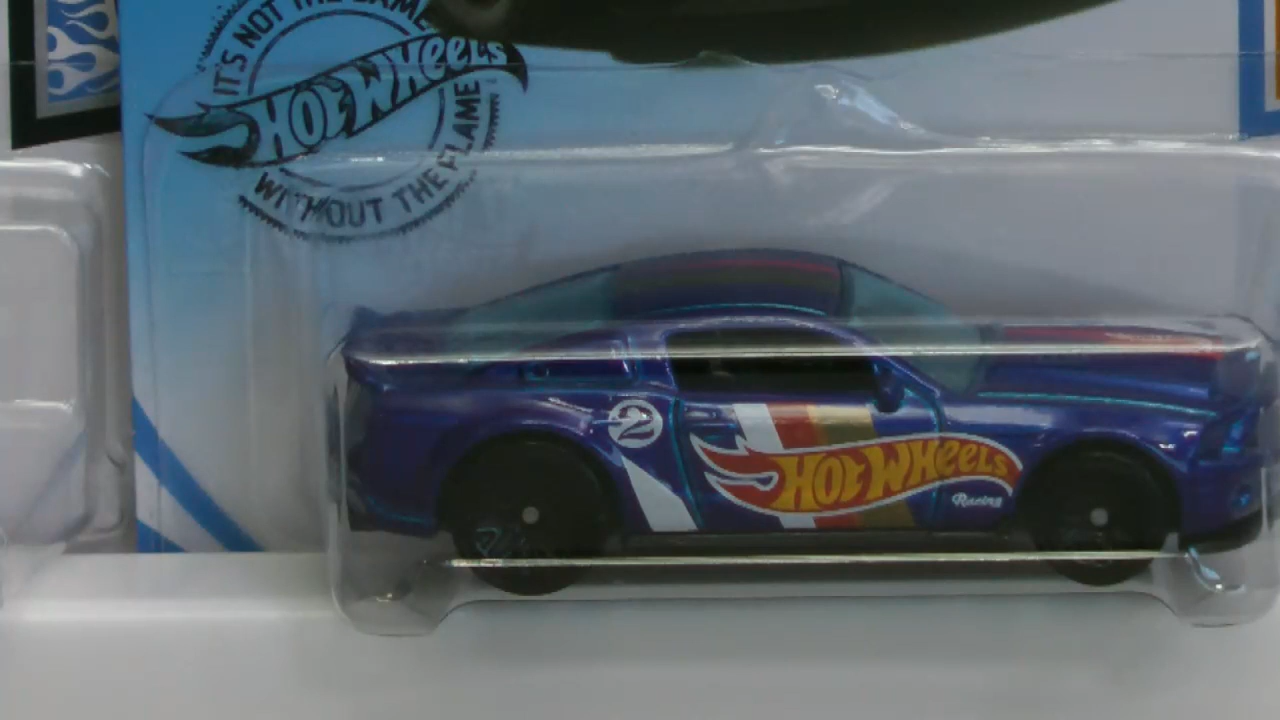 IT'S NOT THE SAME
HOT WHEELS
WITHOUT THE FLAME
2
HOT WHEELS
Racing